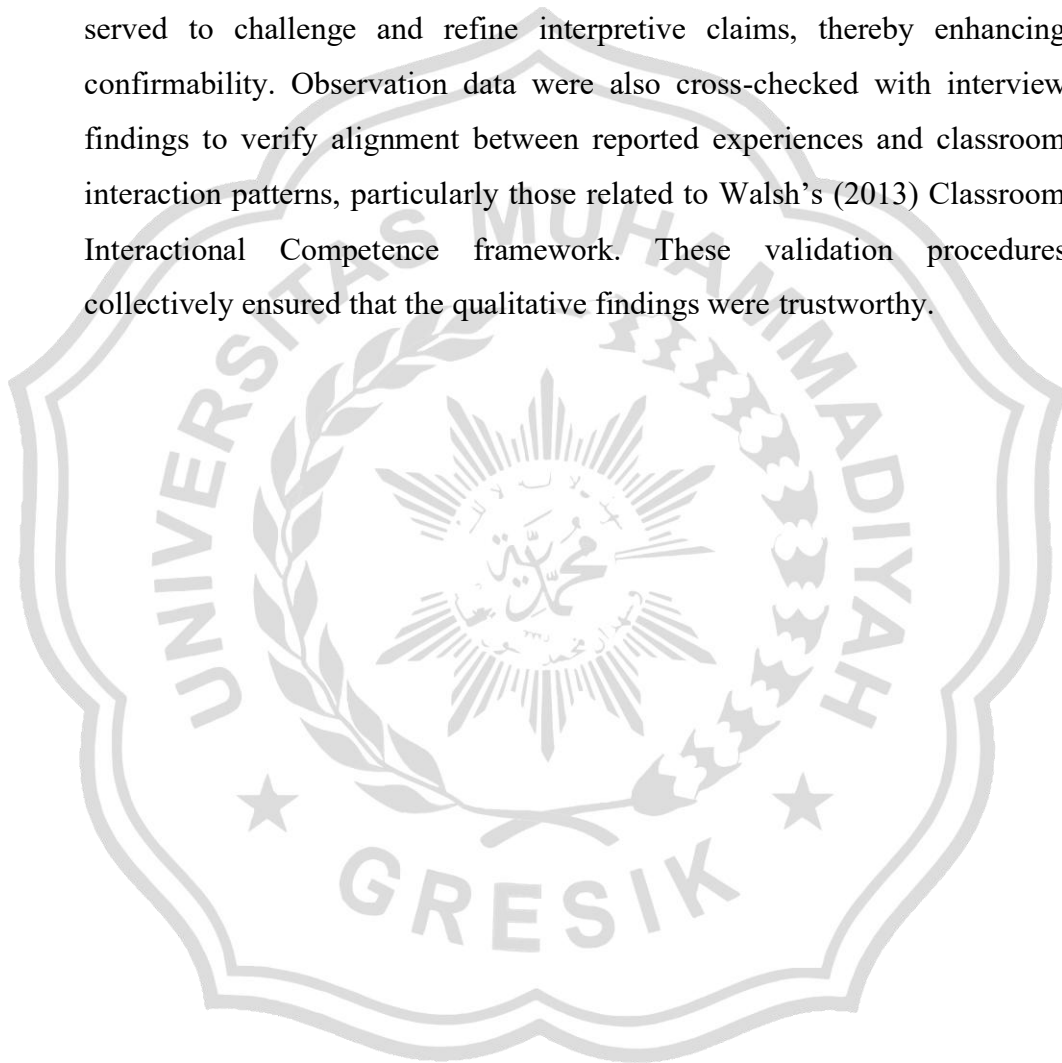 served to challenge and refine interpretive claims, thereby enhancing
confirmability. Observation data were also cross-checked with interview
findings to verify alignment between reported experiences and classroom
interaction patterns, particularly those related to Walsh’s (2013) Classroom
Interactional Competence framework. These validation procedures
collectively ensured that the qualitative findings were trustworthy.
UNIVERSITAS MUHAMMADIYAH
GRESIK